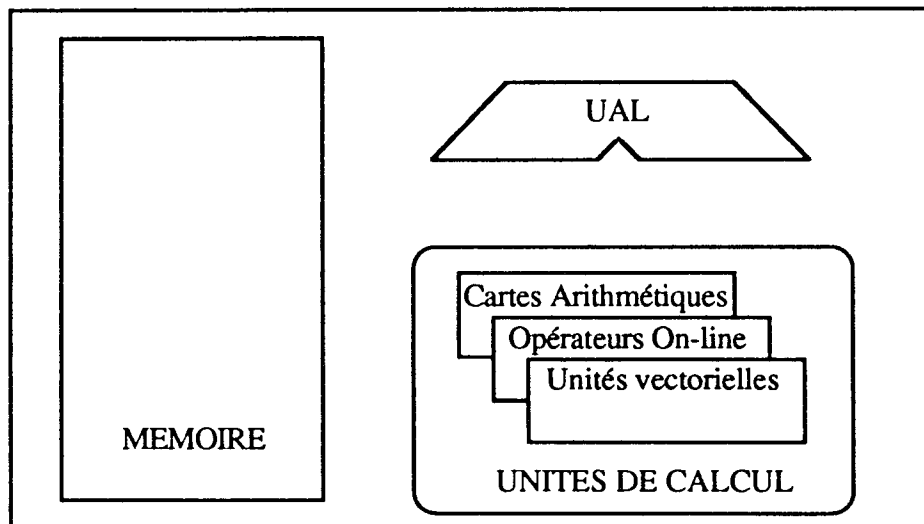 UAL
Cartes Arithmétiques
Opérateurs On-line
Unités vectorielles
MEMOIRE
UNITES DE CALCUL